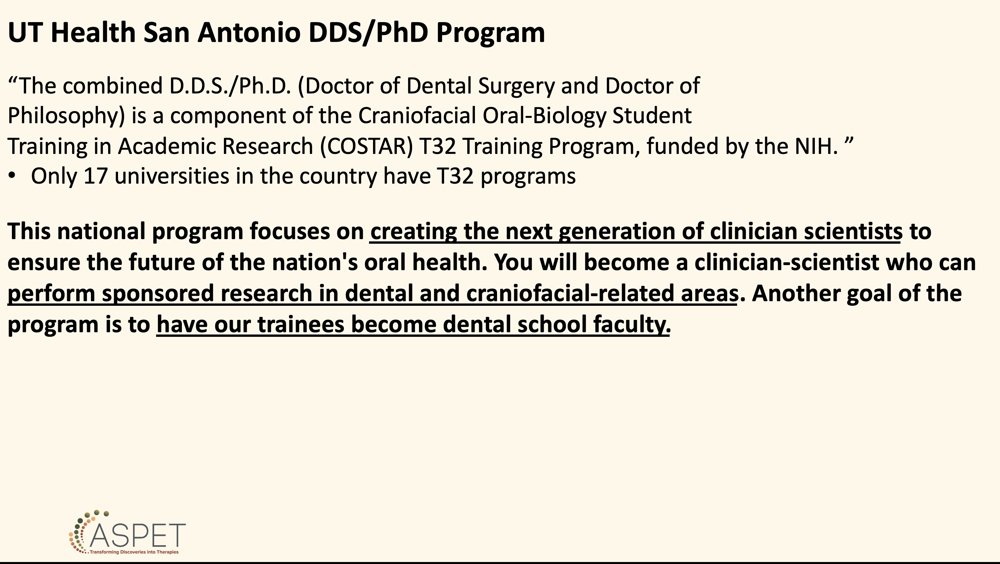 UT Health San Antonio DDS/PhD Program
“The combined D.D.S./Ph.D. (Doctor of Dental Surgery and Doctor of
Philosophy) is a component of the Craniofacial Oral-Biology Student
Training in Academic Research (COSTAR) T32 Training Program, funded by the NIH. ”
• Only 17 universities in the country have T32 programs
This national program focuses on creating the next generation of clinician scientists to
ensure the future of the nation's oral health. You will become a clinician-scientist who can
perform sponsored research in dental and craniofacial-related areas. Another goal of the
program is to have our trainees become dental school faculty.
ASPET
Transforming Discoveries into Therapies